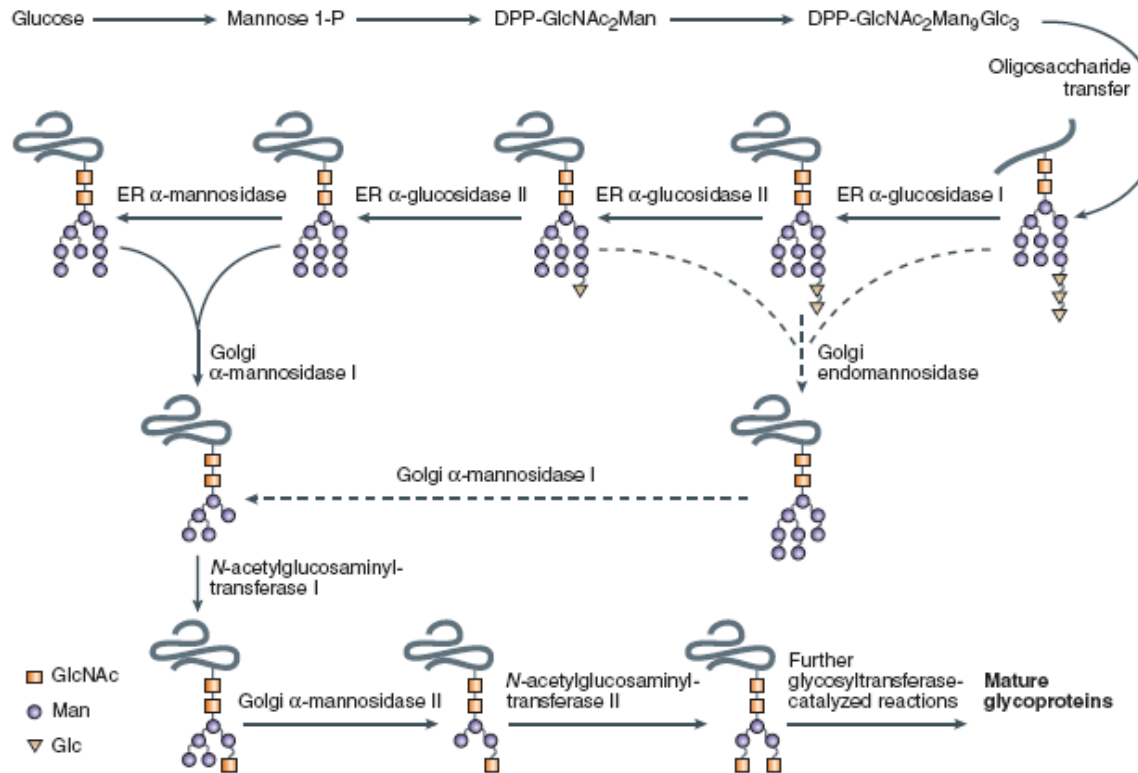 Glucose
Mannose 1-P
DPP-GlcNAc₂Man
DPP-GlcNAc₂Man₉Glc₃
Oligosaccharide
transfer
ER α-mannosidase
ER α-glucosidase II
ER α-glucosidase II
ER α-glucosidase I
Golgi
α-mannosidase I
Golgi
endomannosidase
Golgi α-mannosidase I
N-acetylglucosaminyl-
transferase I
GlcNAc
Man
Glc
Golgi α-mannosidase II
N-acetylglucosaminyl-
transferase II
Further
glycosyltransferase-
catalyzed reactions
Mature
glycoproteins